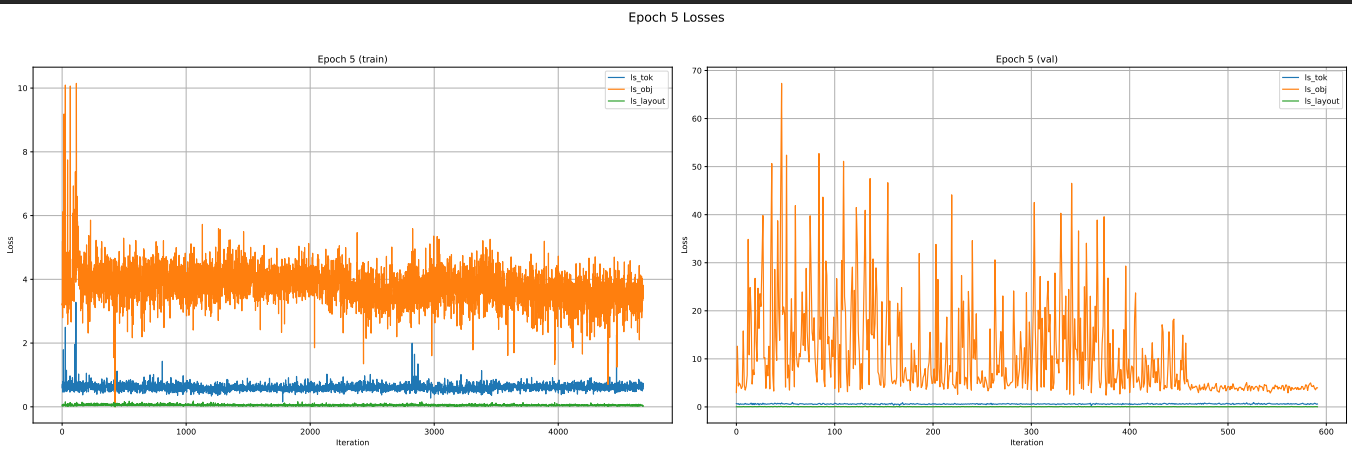 Epoch 5 Losses
Epoch 5 (train)
ls_tok
ls_obj
ls_layout
10
8
6
4
2
0
Loss
0
1000
2000
3000
4000
Iteration
Epoch 5 (val)
ls_tok
ls_obj
ls_layout
70
60
50
40
30
20
10
0
Loss
0
100
200
300
400
500
600
Iteration